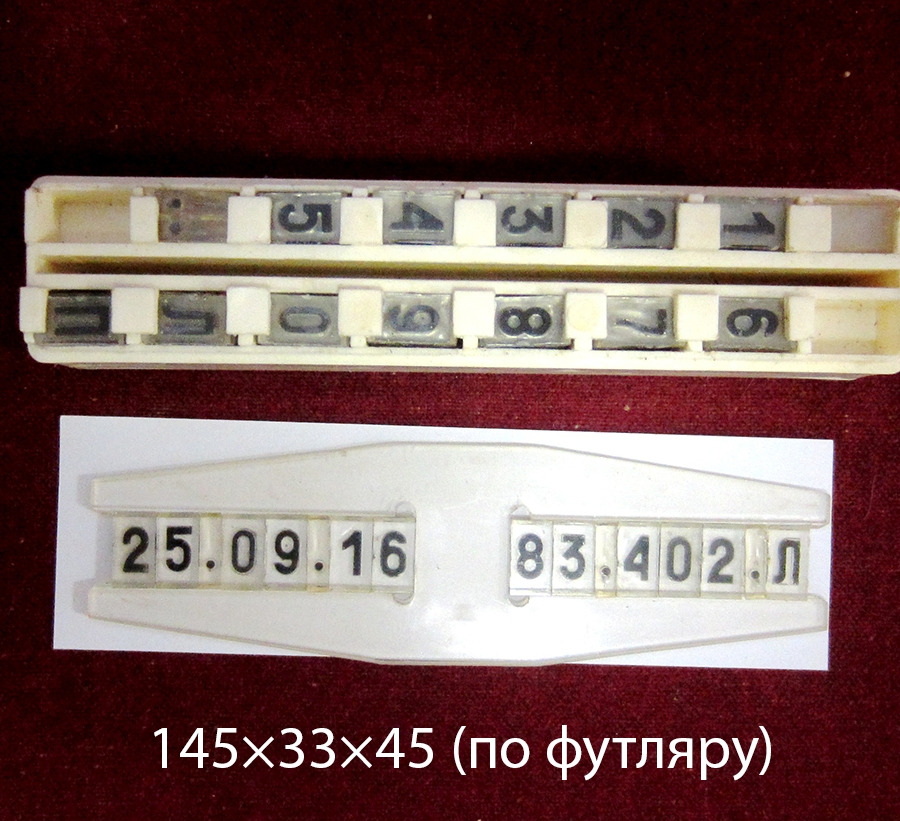 : 5 4 3 2 1
П Л 0 9 8 7 6
25.09.16 83.402.Л
145×33×45 (по футляру)